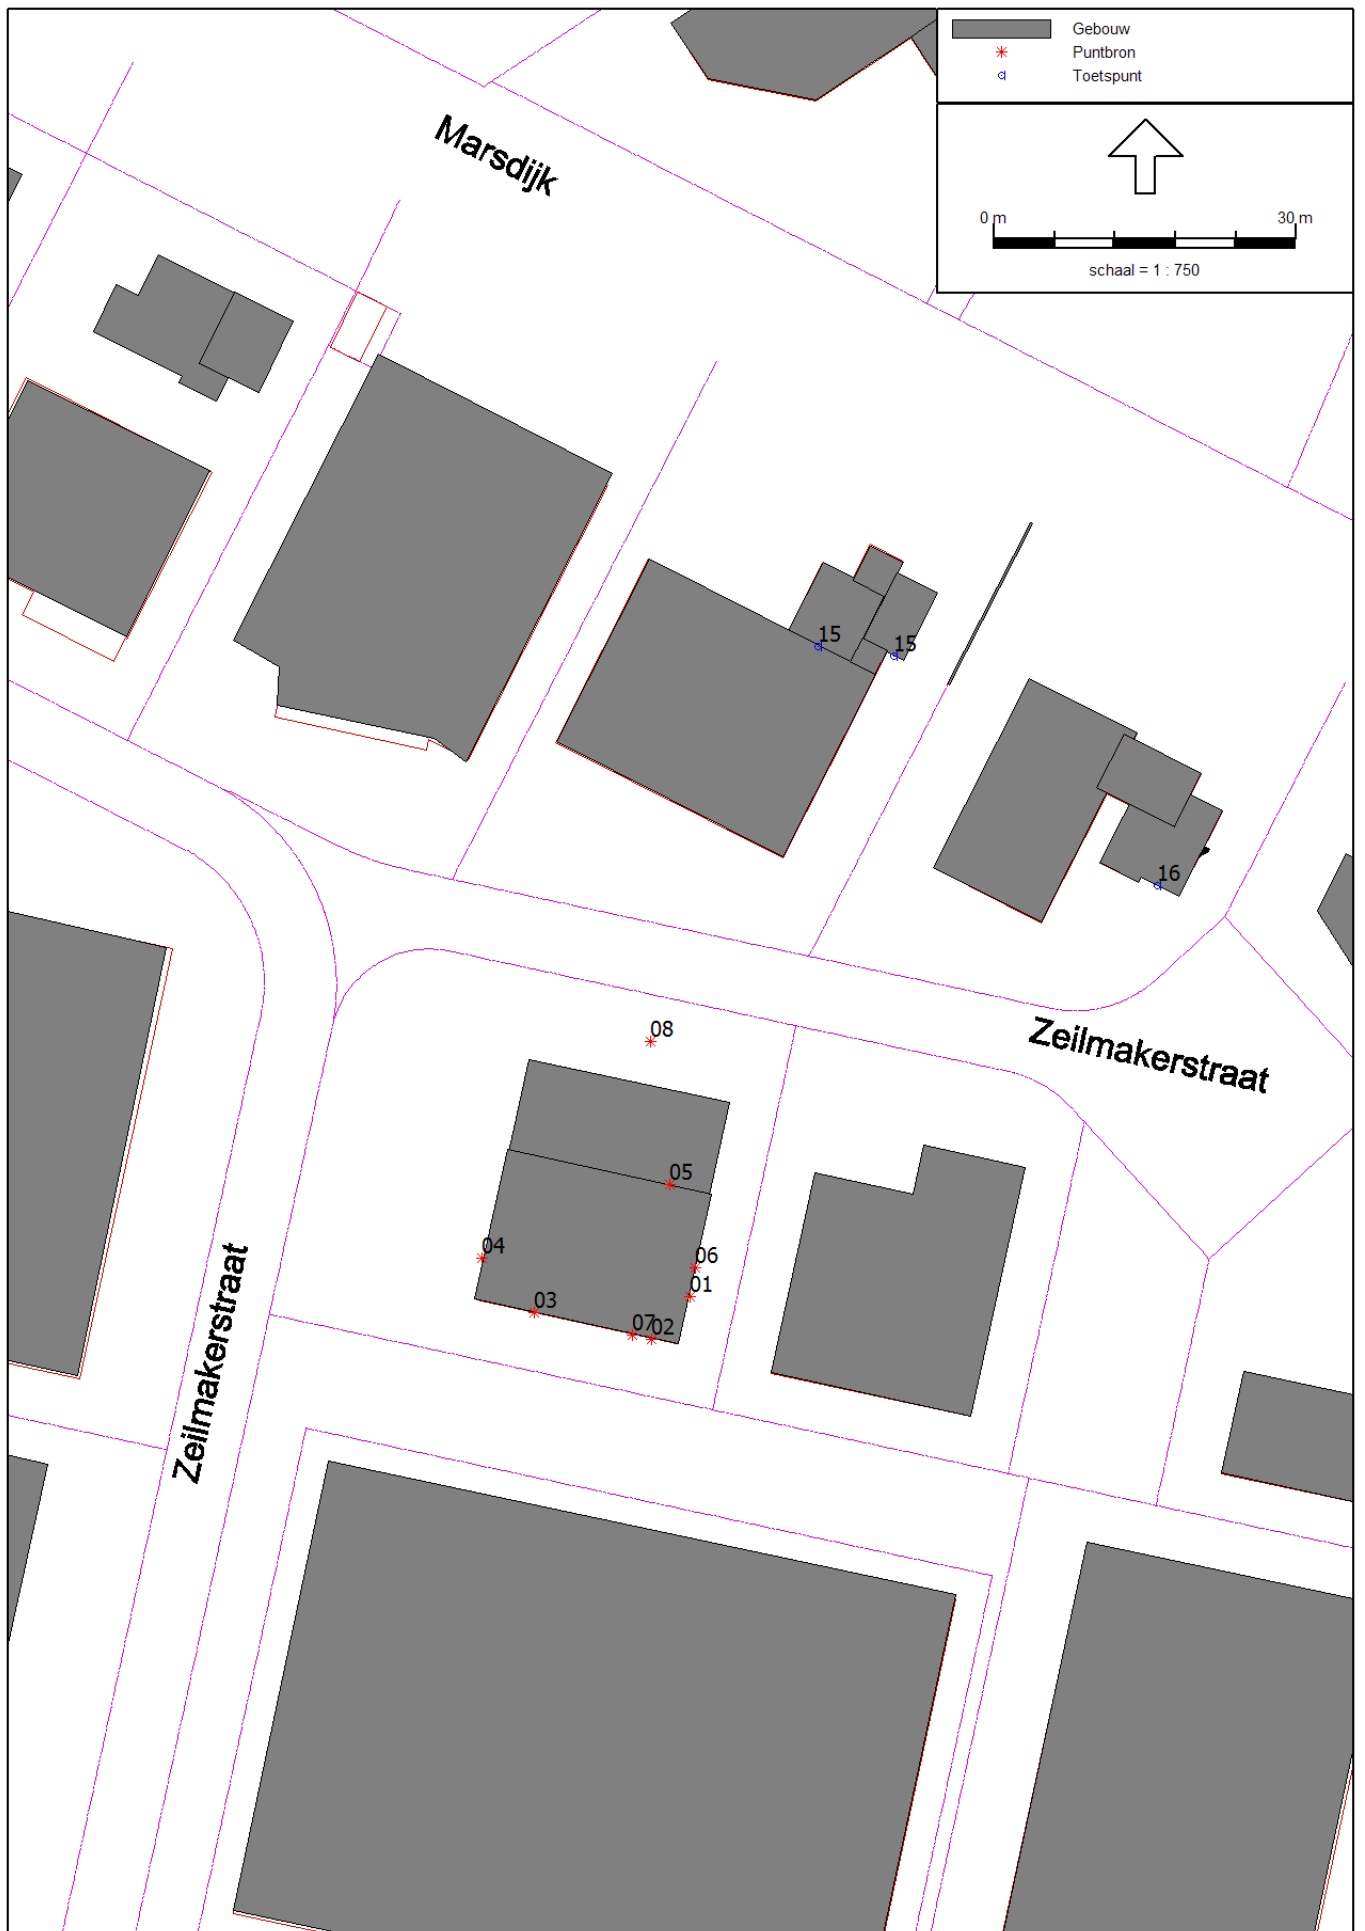 Gebouw
Puntbron
Toetspunt
Marsdijk
0 m 30 m
schaal = 1 : 750
15
15
16
08
Zeilmakerstraat
05
04
06
01
03
07
02
Zeilmakerstraat